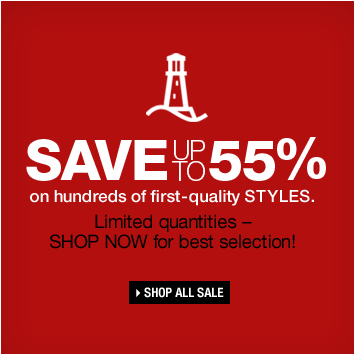 SAVE UP TO 55%
on hundreds of first-quality STYLES.
Limited quantities –
SHOP NOW for best selection!
SHOP ALL SALE